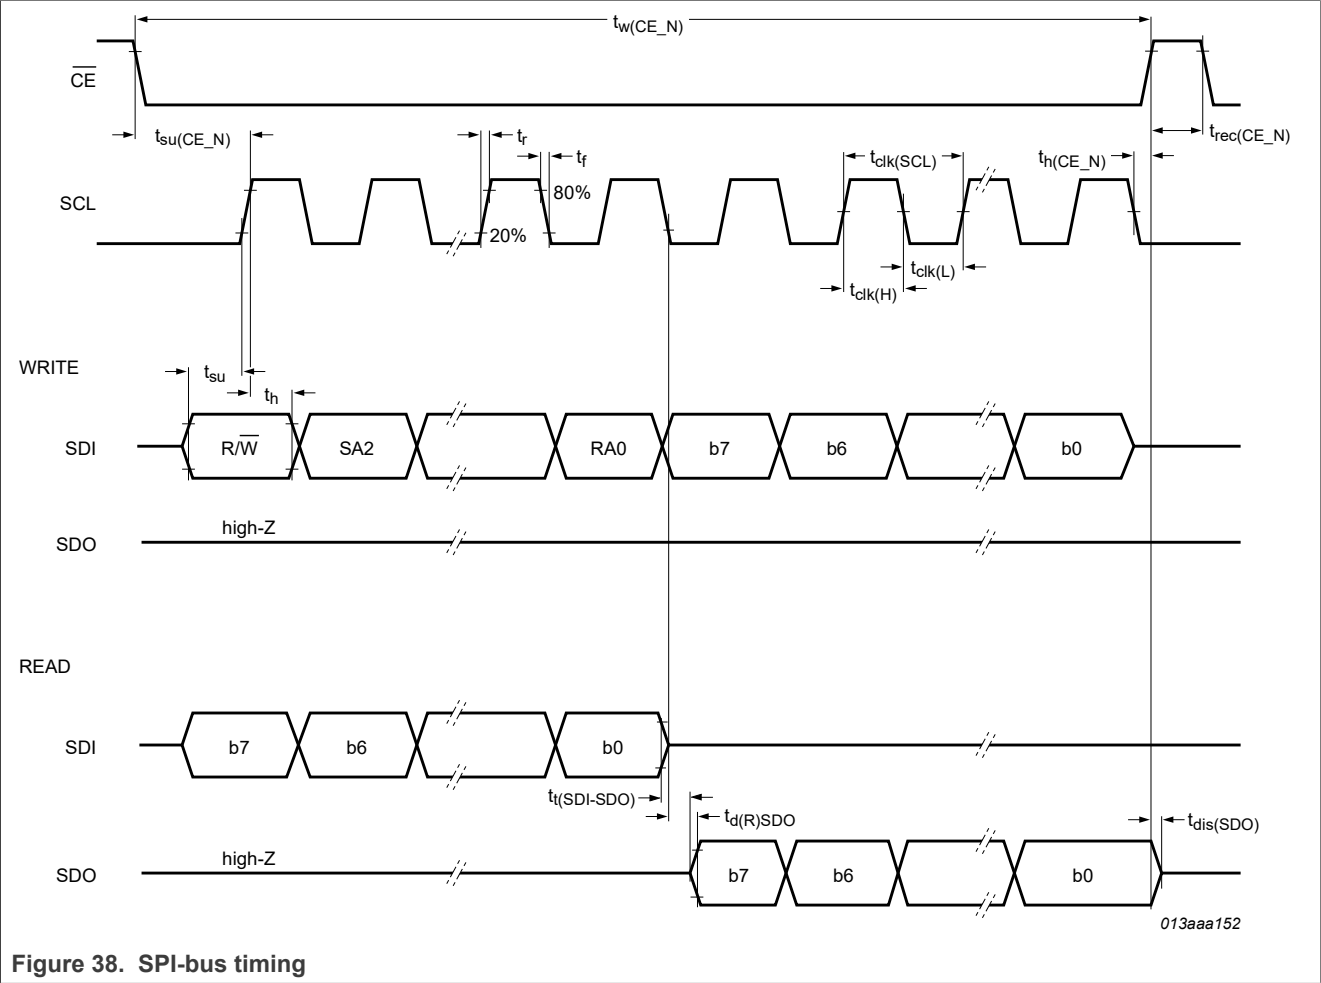 tw(CE_N)
CE
tsu(CE_N)
tr
trec(CE_N)
tf
tclk(SCL)
th(CE_N)
80%
SCL
20%
tclk(L)
tclk(H)
WRITE
tsu
th
SDI
R/W
SA2
RA0
b7
b6
b0
high-Z
SDO
READ
SDI
b7
b6
b0
tt(SDI-SDO)
td(R)SDO
tdis(SDO)
high-Z
SDO
b7
b6
b0
013aaa152
Figure 38. SPI-bus timing